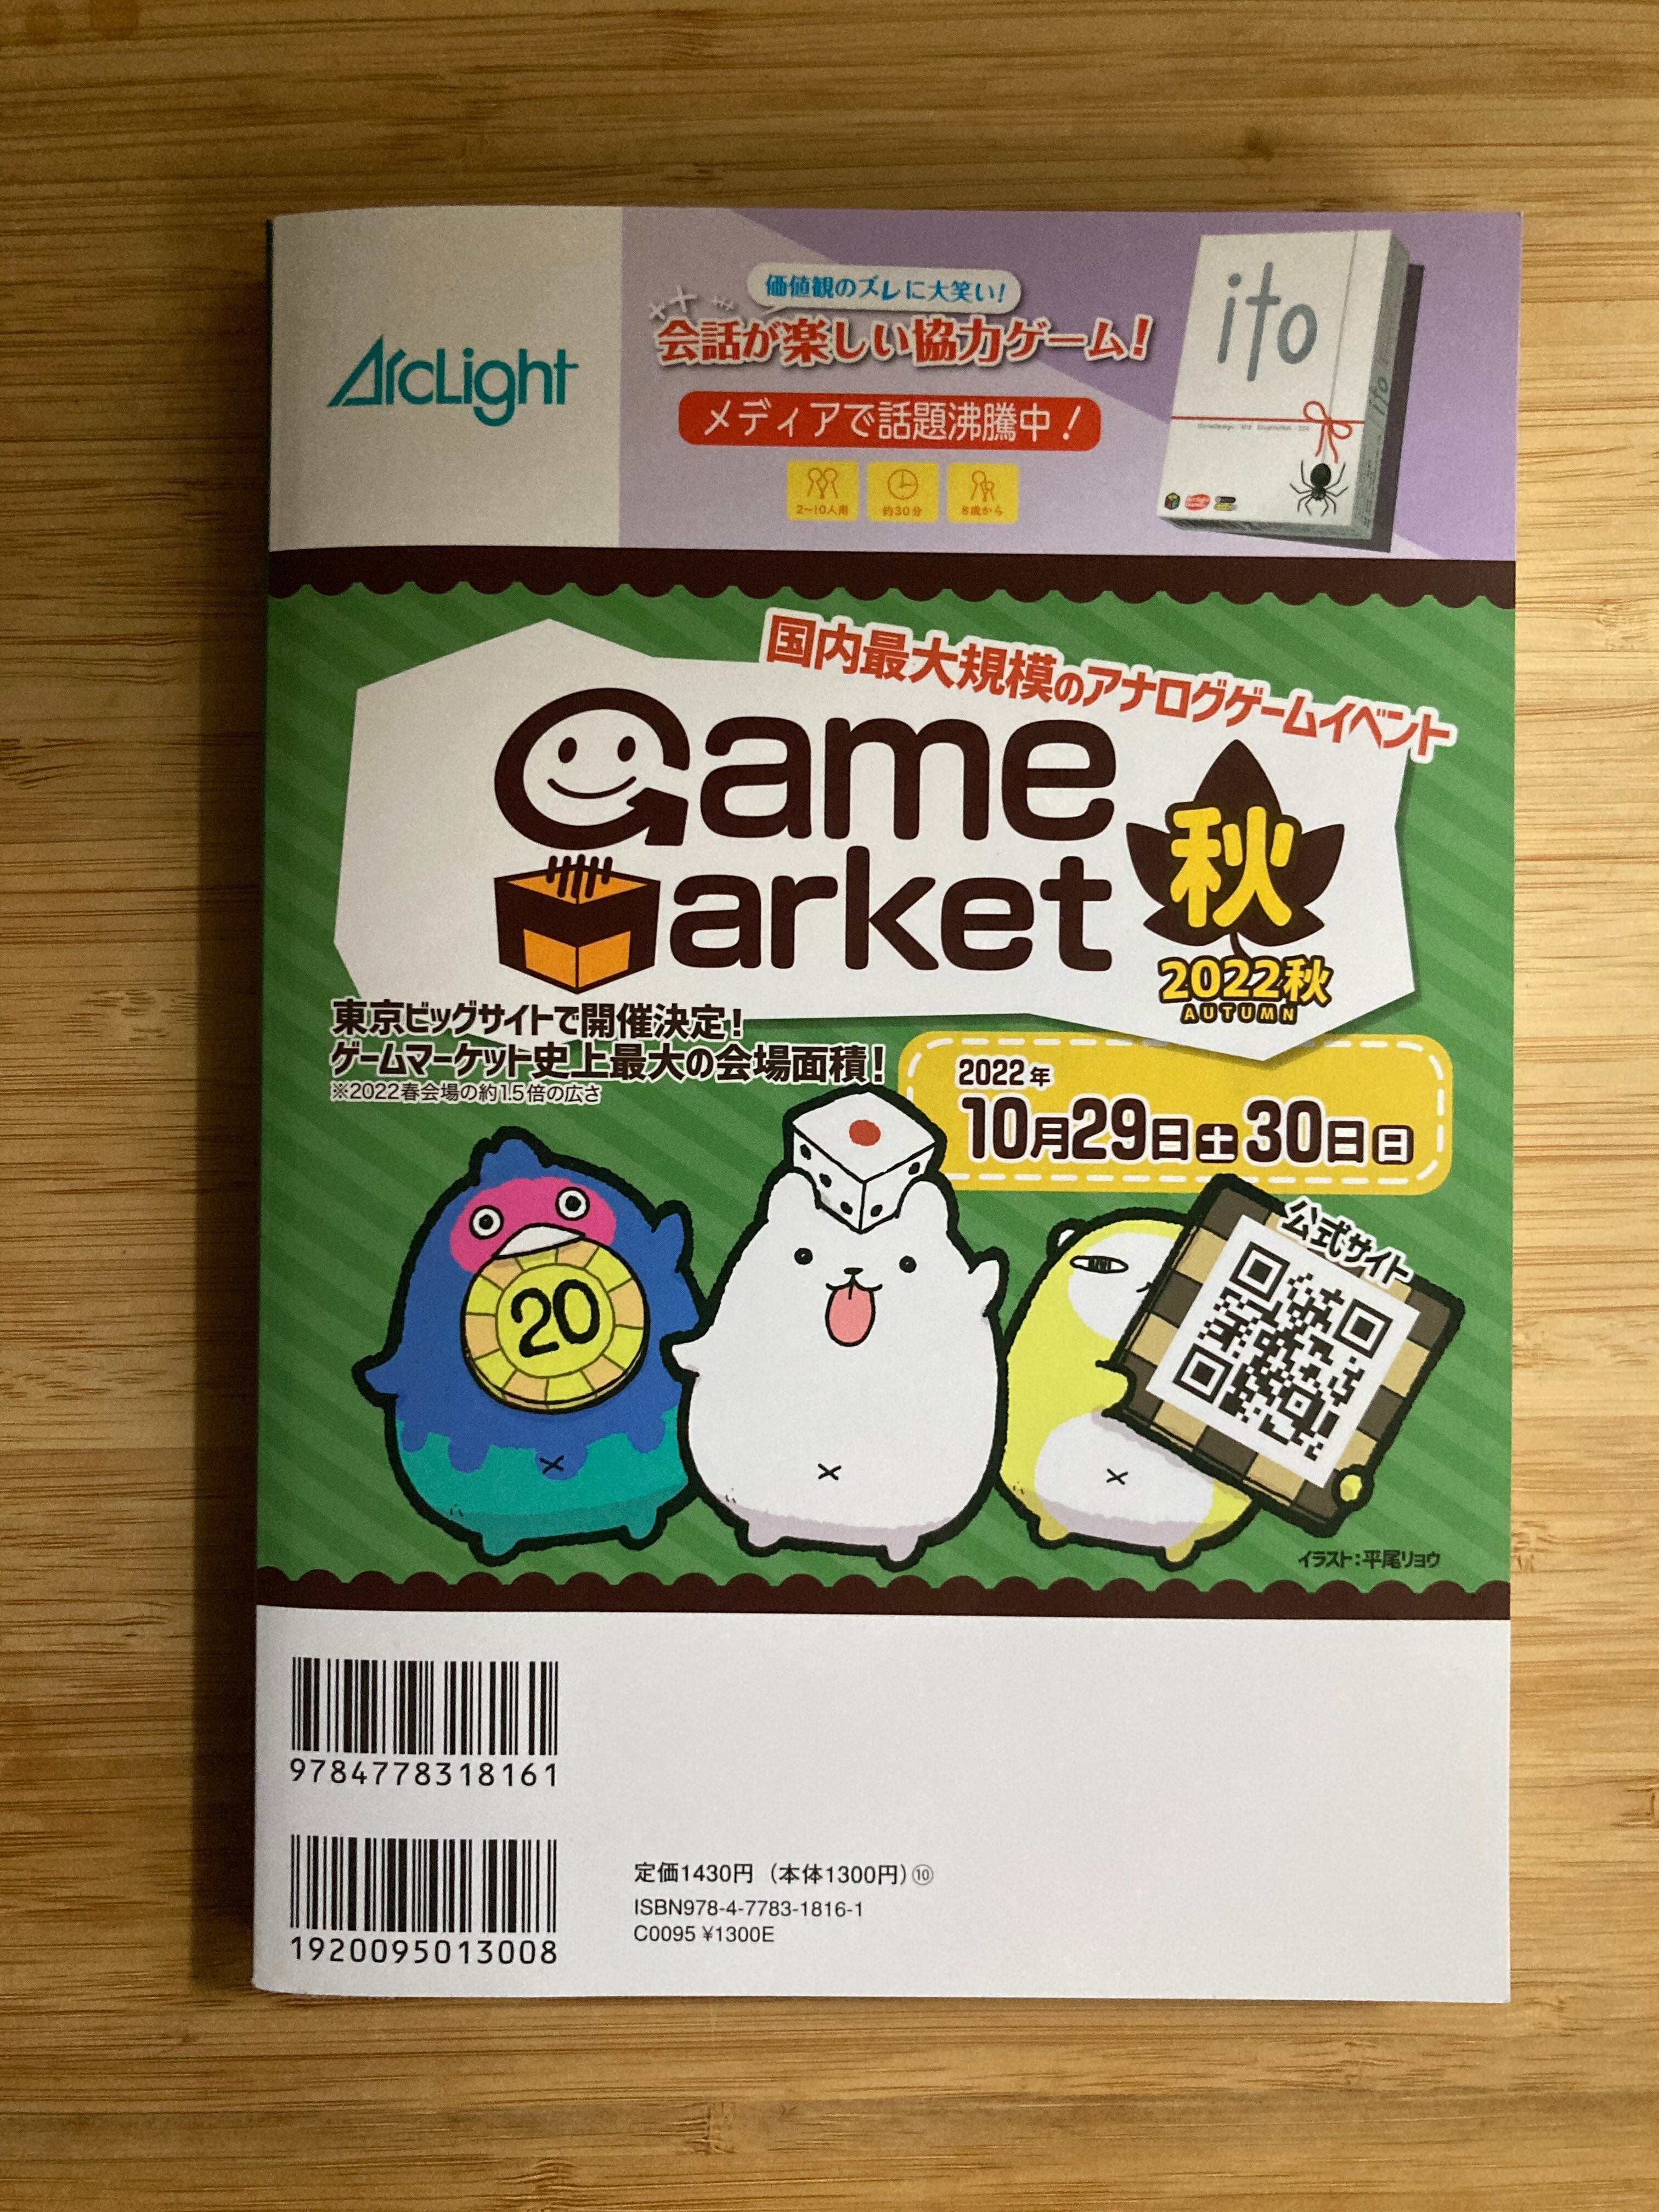 ArcLight
価値観のズレに大笑い!
会話が楽しい協力ゲーム!
メディアで話題沸騰中!
2〜10人用
約30分
8歳から
ito
ito
国内最大規模のアナログゲームイベント
Game
Market
秋
2022秋
AUTUMN
東京ビッグサイトで開催決定!
ゲームマーケット史上最大の会場面積!
※2022春会場の約1.5倍の広さ
2022年
10月29日土30日日
20
公式サイト
イラスト:平尾リョウ
9784778318161
1920095013008
定価1430円(本体1300円)⑩
ISBN978-4-7783-1816-1
C0095 ¥1300E